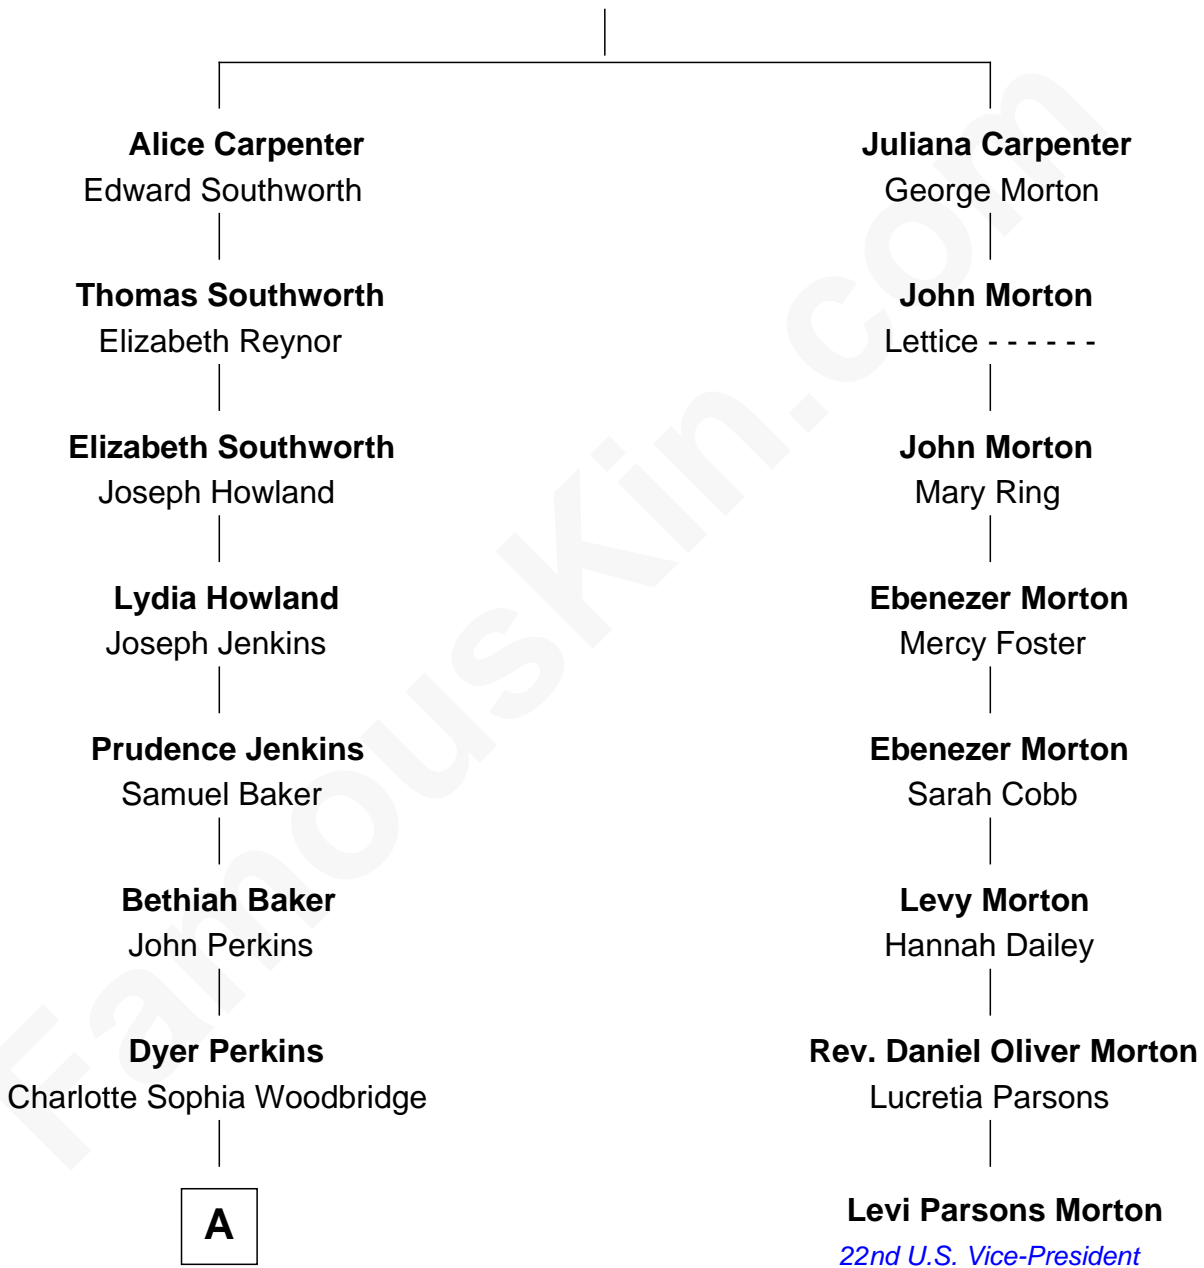 Alice Carpenter
Edward Southworth
Juliana Carpenter
George Morton
Thomas Southworth
Elizabeth Reynor
John Morton
Lettice - - - - - -
Elizabeth Southworth
Joseph Howland
John Morton
Mary Ring
Lydia Howland
Joseph Jenkins
Ebenezer Morton
Mercy Foster
Prudence Jenkins
Samuel Baker
Ebenezer Morton
Sarah Cobb
Bethiah Baker
John Perkins
Levy Morton
Hannah Dailey
Dyer Perkins
Charlotte Sophia Woodbridge
Rev. Daniel Oliver Morton
Lucretia Parsons
A
Levi Parsons Morton
22nd U.S. Vice-President
FamousKin.com